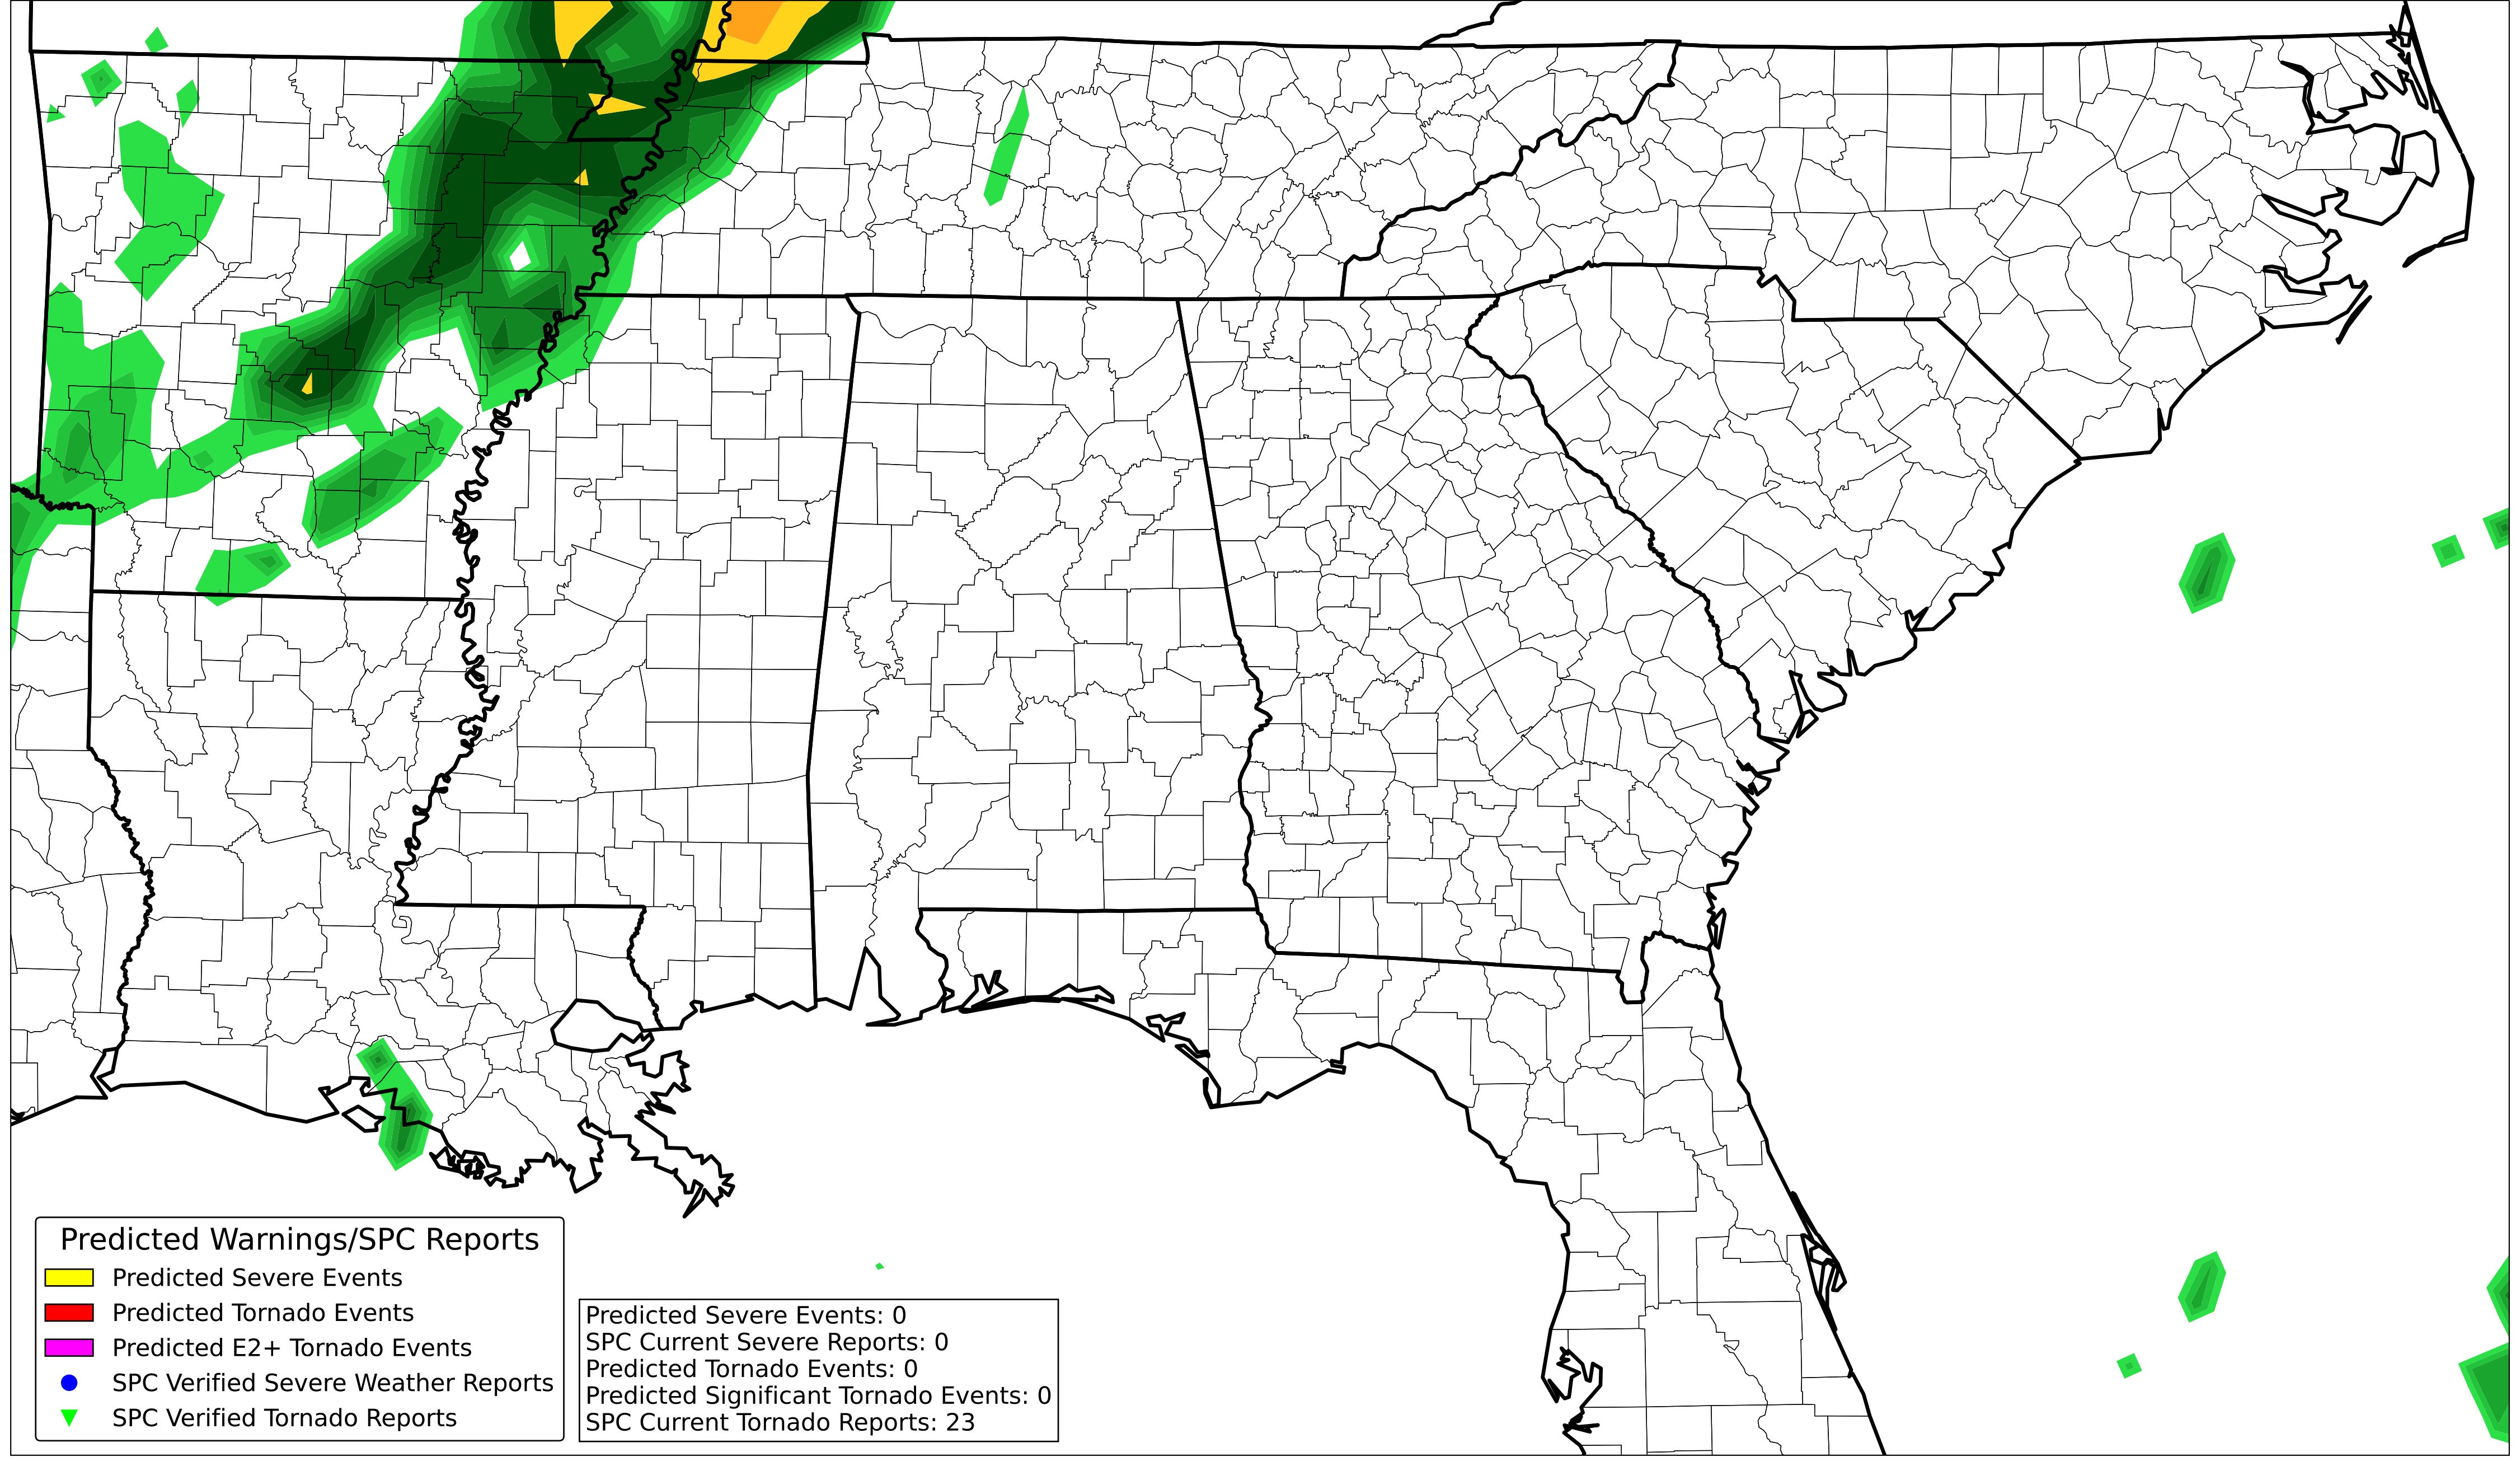 Predicted Warnings/SPC Reports
Predicted Severe Events
Predicted Tornado Events
Predicted E2+ Tornado Events
SPC Verified Severe Weather Reports
SPC Verified Tornado Reports
Predicted Severe Events: 0
SPC Current Severe Reports: 0
Predicted Tornado Events: 0
Predicted Significant Tornado Events: 0
SPC Current Tornado Reports: 23